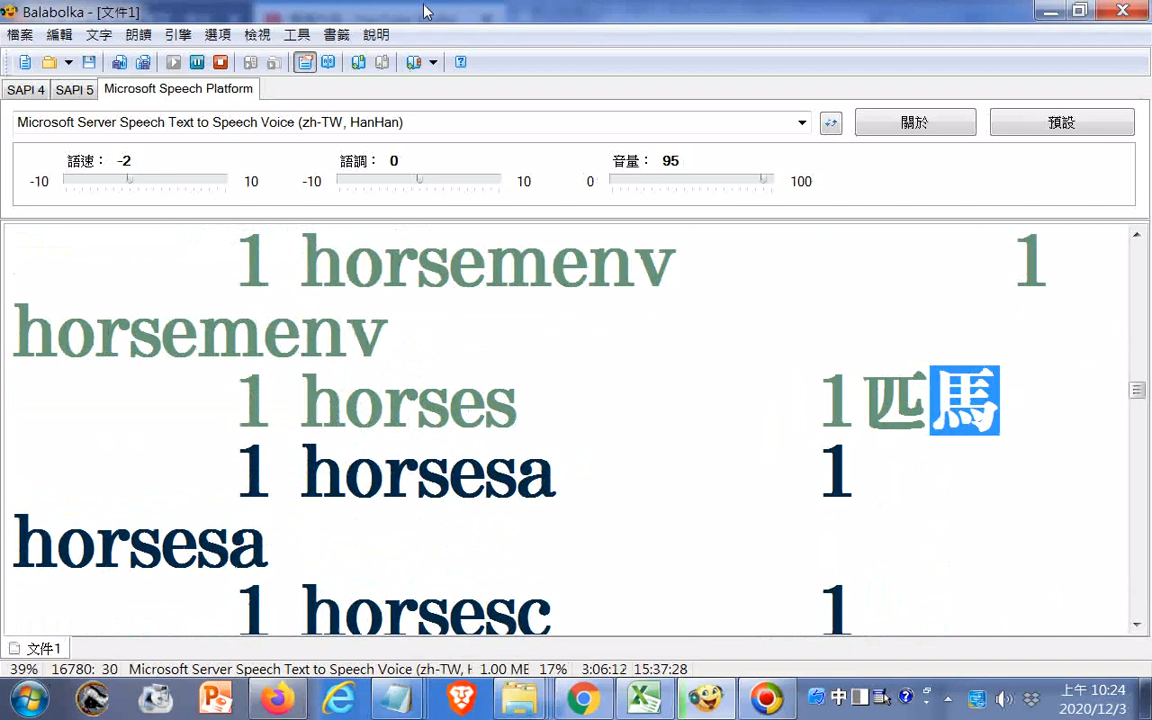 Balabolka - [文件1]
檔案 編輯 文字 朗讀 引擎 選項 檢視 工具 書籤 說明
SAPI 4 SAPI 5 Microsoft Speech Platform
Microsoft Server Speech Text to Speech Voice (zh-TW, HanHan) 關於 預設
語速： -2 語調： 0 音量： 95
-10 10 -10 10 0 100
1 horsemenv 1
horsemenv
1 horses 1 匹馬
1 horsesa 1
horsesa
1 horsesc 1
文件1
39% 16780: 30 Microsoft Server Speech Text to Speech Voice (zh-TW, H 1.00 ME 17% 3:06:12 15:37:28
中 上午 10:24
2020/12/3